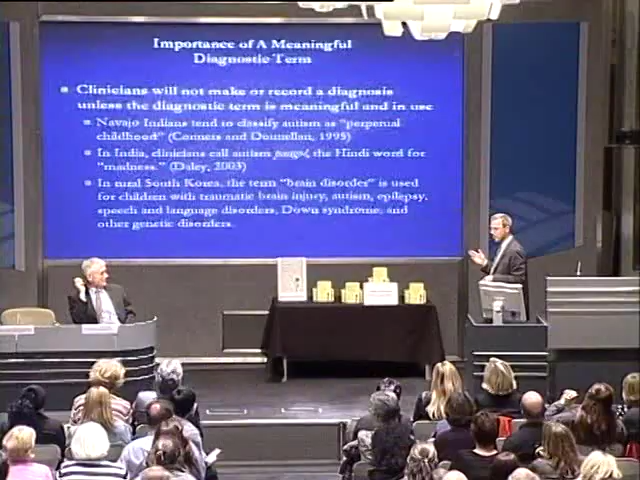 Importance of A Meaningful
Diagnostic Term
Clinicians will not make or record a diagnosis
unless the diagnostic term is meaningful and in use
Navajo Indians tend to classify autism as "perpetual
childhood" (Connors and Donnellan, 1995)
In India, clinicians call autism the Hindi word for
"madness." (Daley, 2003)
In rural South Korea, the term "brain disorder" is used
for children with traumatic brain injury, autism, epilepsy,
speech and language disorders, Down syndrome, and
other genetic disorders.